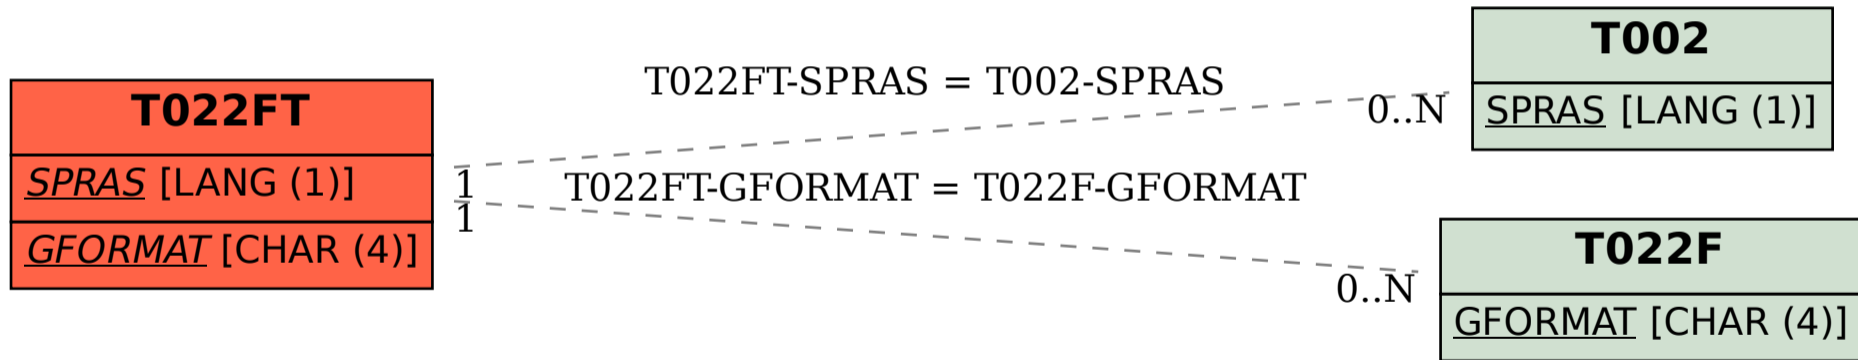 T022FT
SPRAS [LANG (1)]
GFORMAT [CHAR (4)]
T022FT-SPRAS = T002-SPRAS
1
0..N
T022FT-GFORMAT = T022F-GFORMAT
1
0..N
T002
SPRAS [LANG (1)]
T022F
GFORMAT [CHAR (4)]